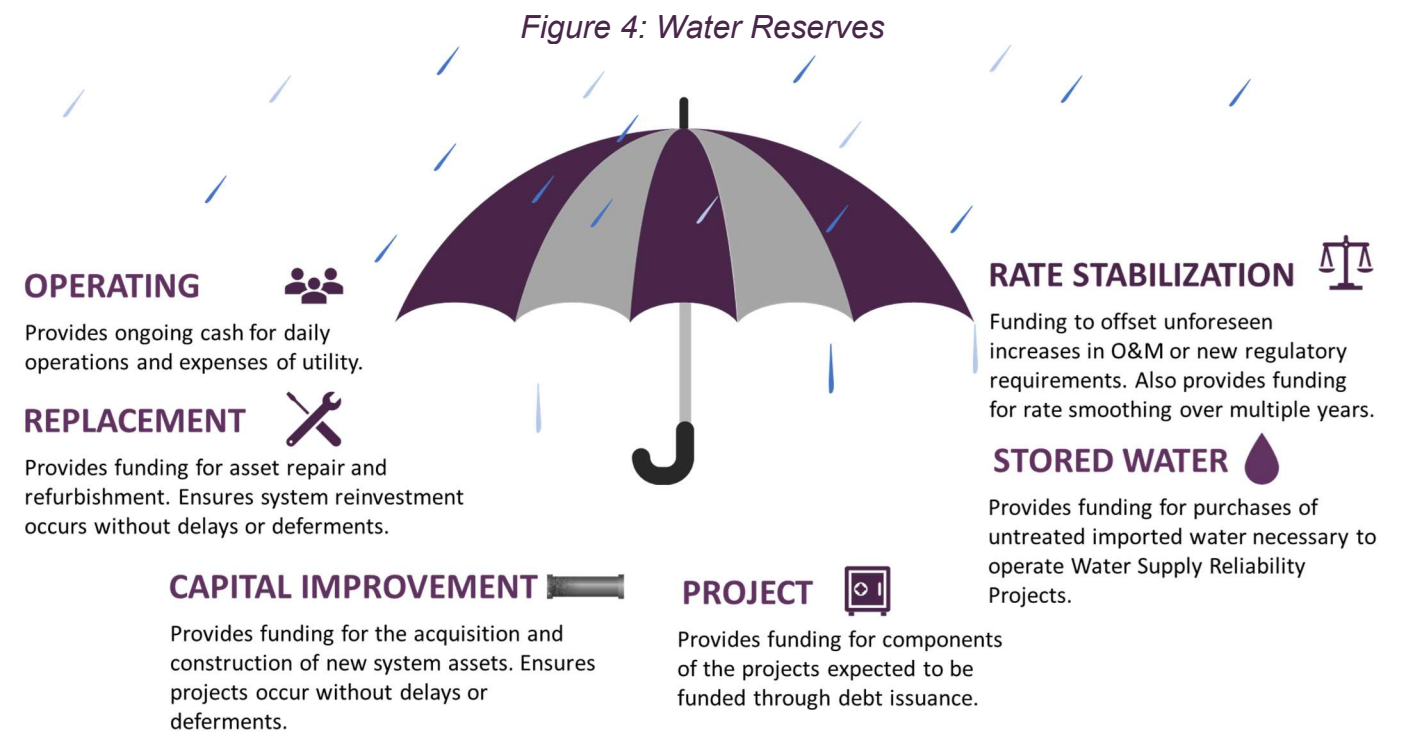 Figure 4: Water Reserves
OPERATING
Provides ongoing cash for daily
operations and expenses of utility.
REPLACEMENT
Provides funding for asset repair and
refurbishment. Ensures system reinvestment
occurs without delays or deferments.
CAPITAL IMPROVEMENT
Provides funding for the acquisition and
construction of new system assets. Ensures
projects occur without delays or
deferments.
PROJECT
Provides funding for components
of the projects expected to be
funded through debt issuance.
RATE STABILIZATION
Funding to offset unforeseen
increases in O&M or new regulatory
requirements. Also provides funding
for rate smoothing over multiple years.
STORED WATER
Provides funding for purchases of
untreated imported water necessary to
operate Water Supply Reliability
Projects.